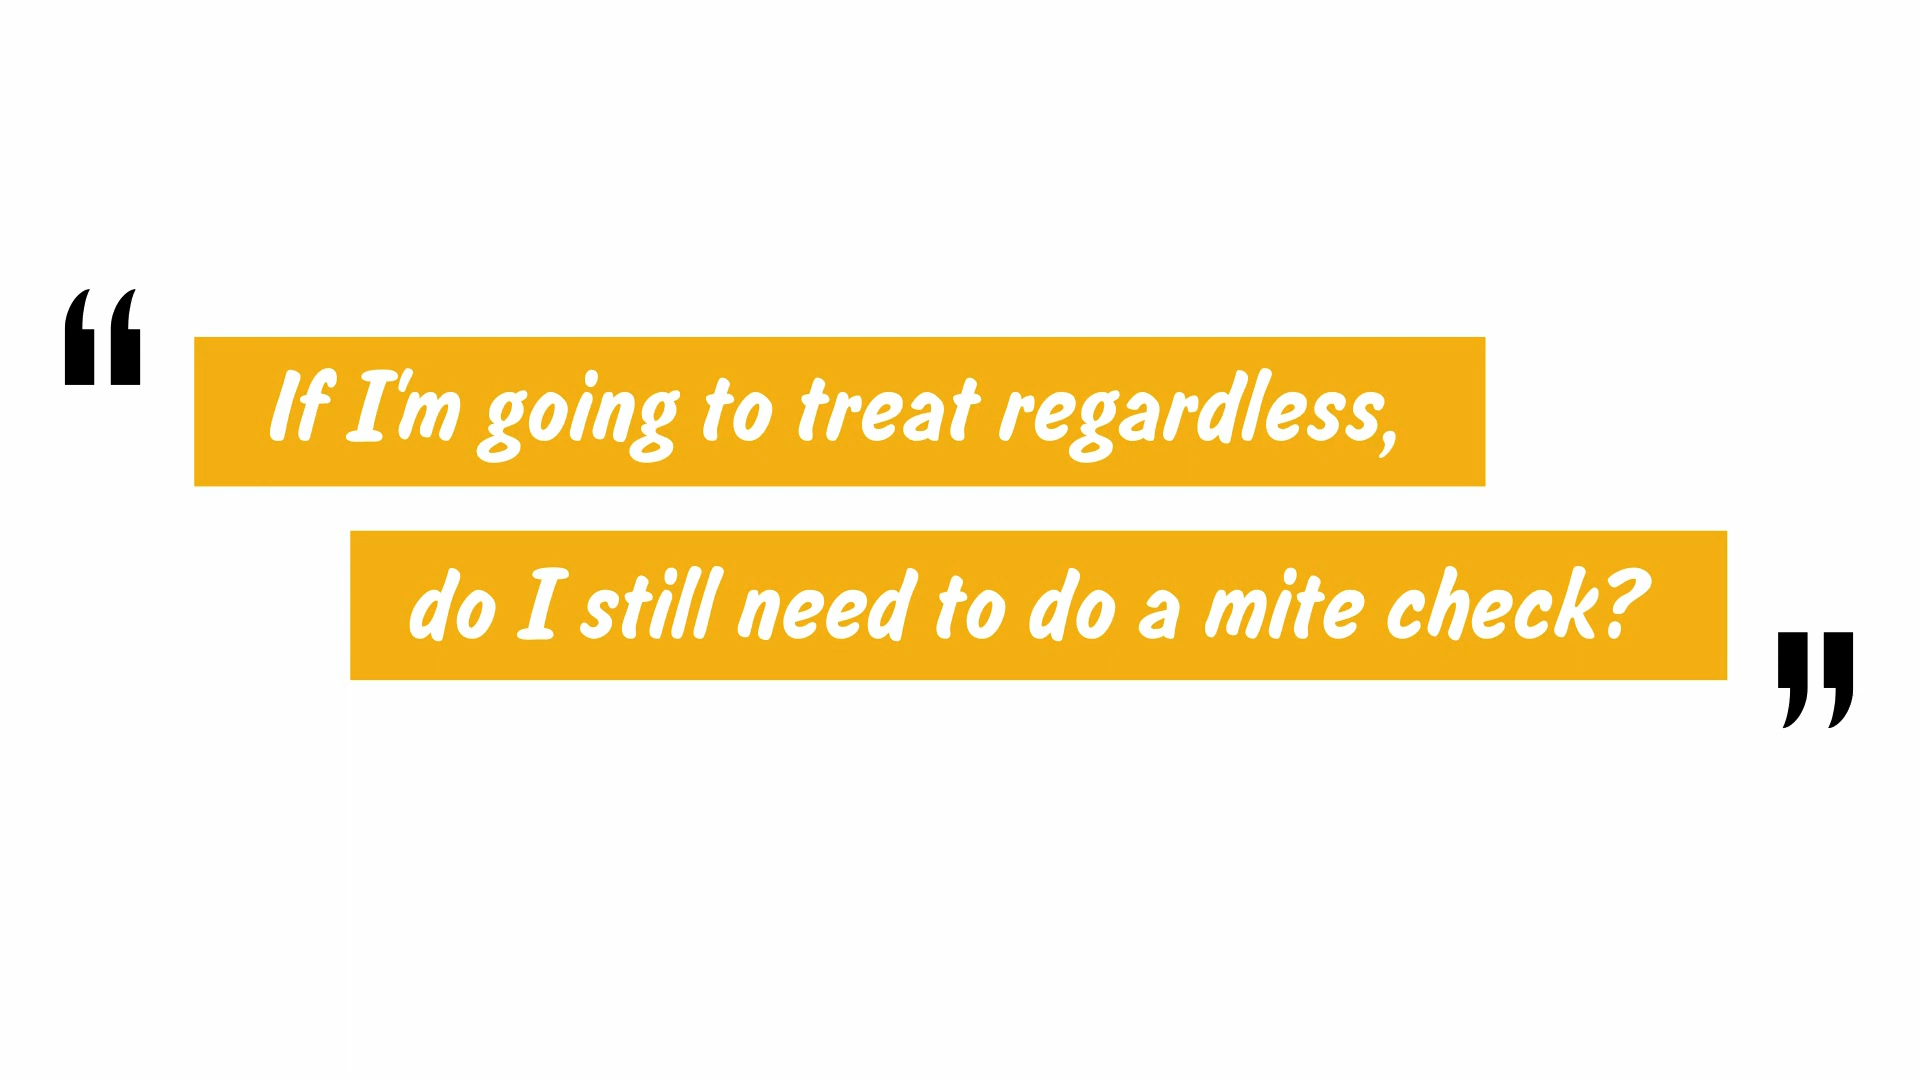 “
If I'm going to treat regardless,
do I still need to do a mite check?
”